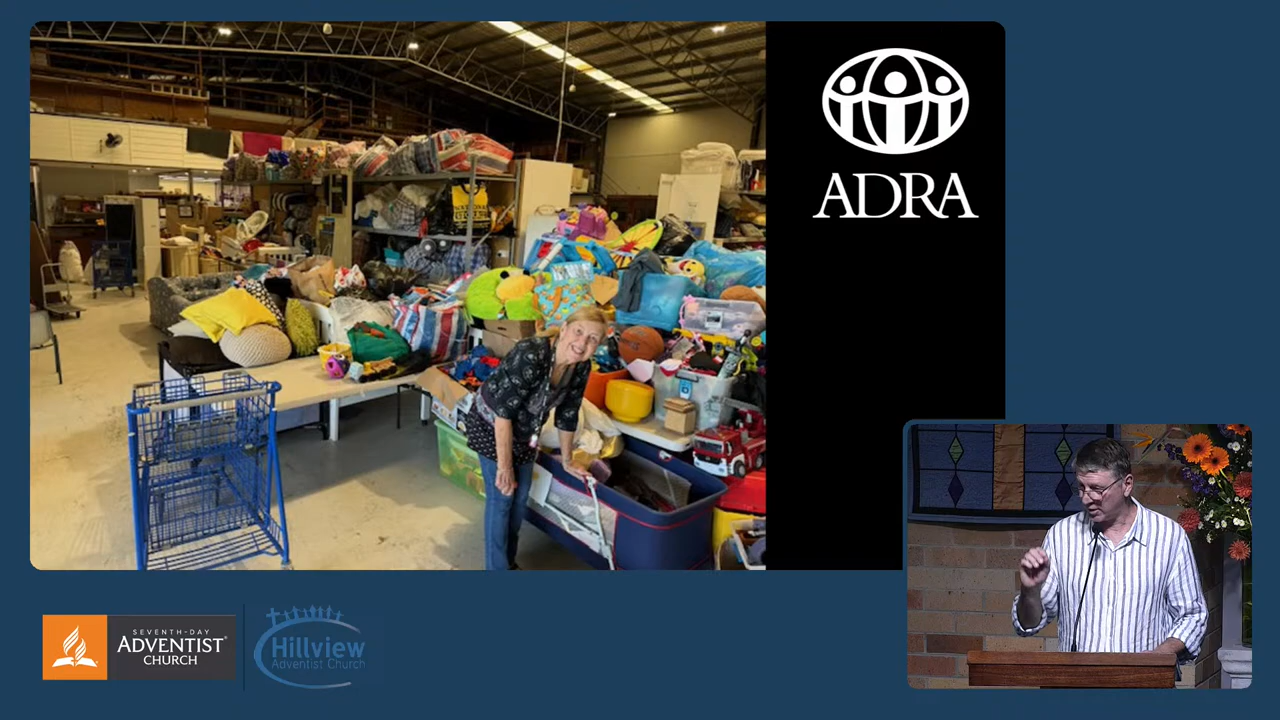 ADRA
SEVENTH-DAY
ADVENTIST®
CHURCH
Hillview
Adventist Church